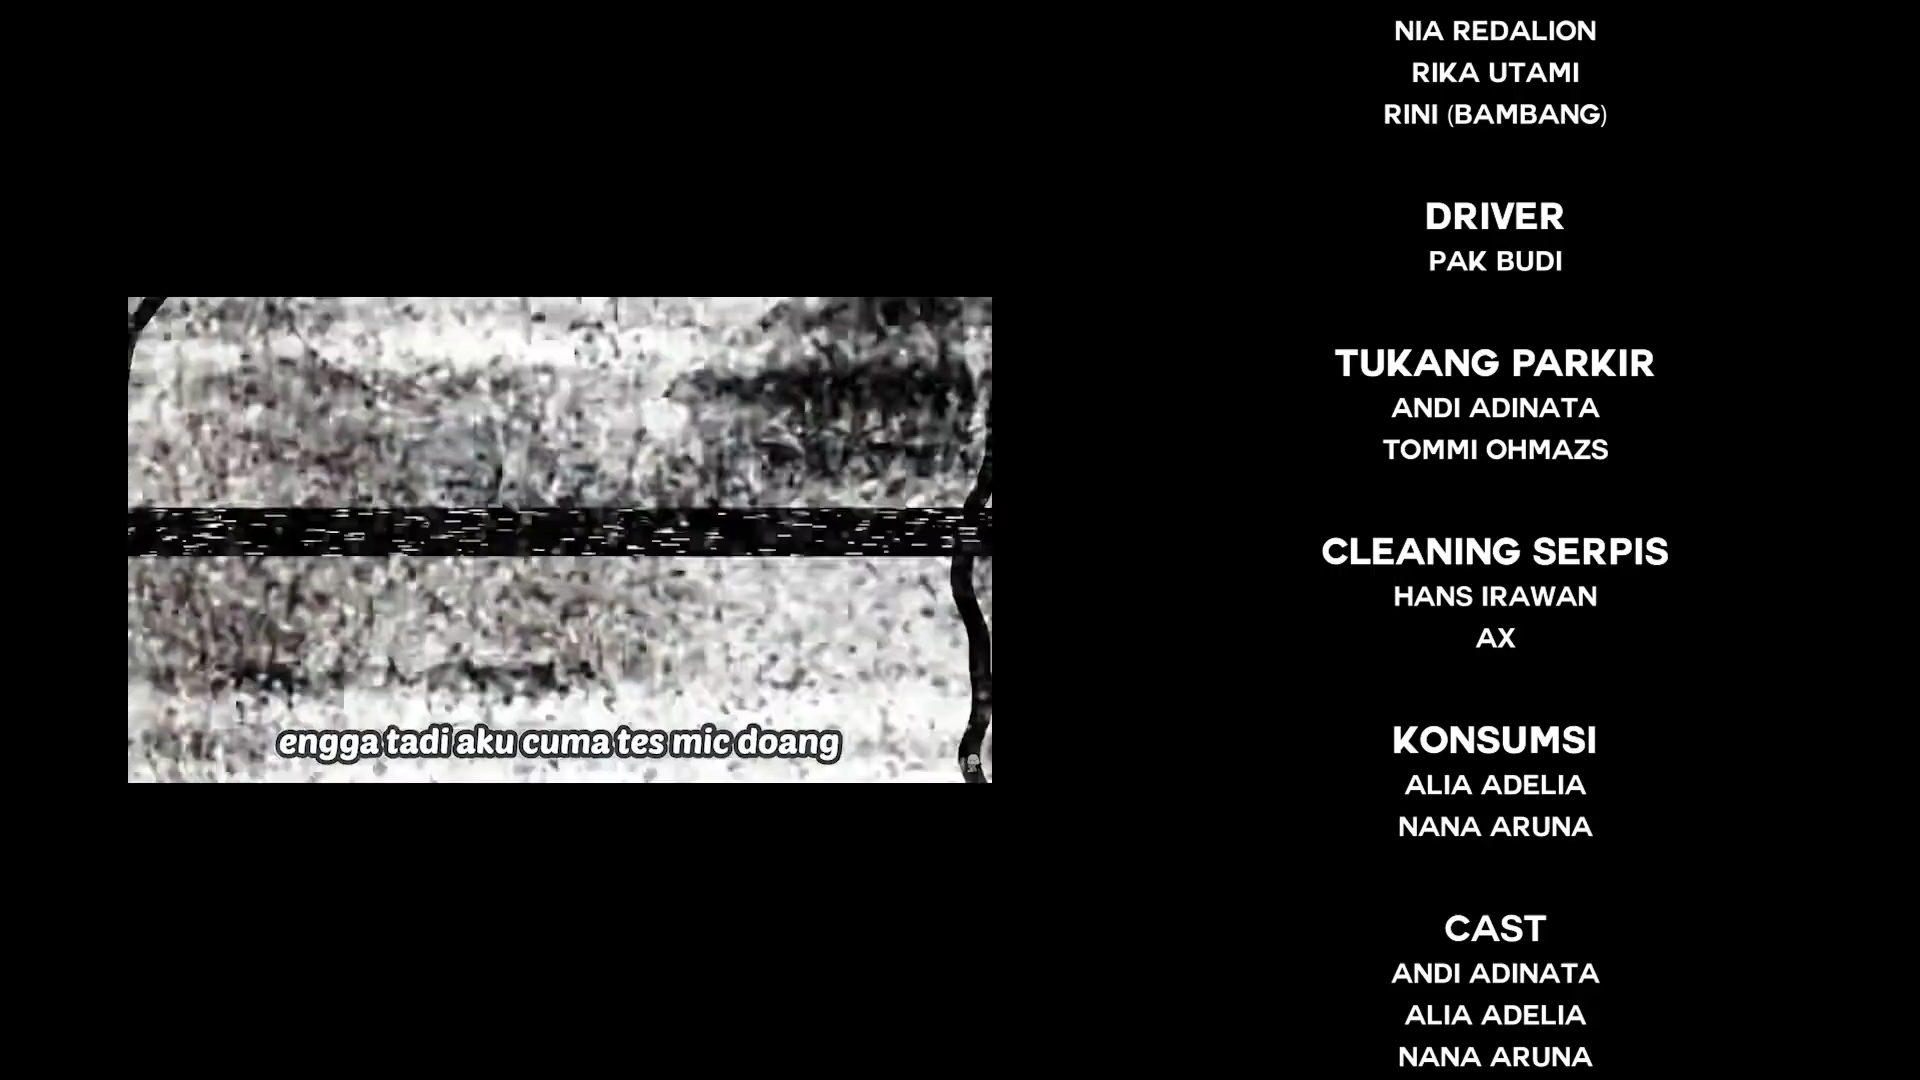 engga tadi aku cuma tes mic doang
NIA REDALION
RIKA UTAMI
RINI (BAMBANG)
DRIVER
PAK BUDI
TUKANG PARKIR
ANDI ADINATA
TOMMI OHMAZS
CLEANING SERPIS
HANS IRAWAN
AX
KONSUMSI
ALIA ADELIA
NANA ARUNA
CAST
ANDI ADINATA
ALIA ADELIA
NANA ARUNA